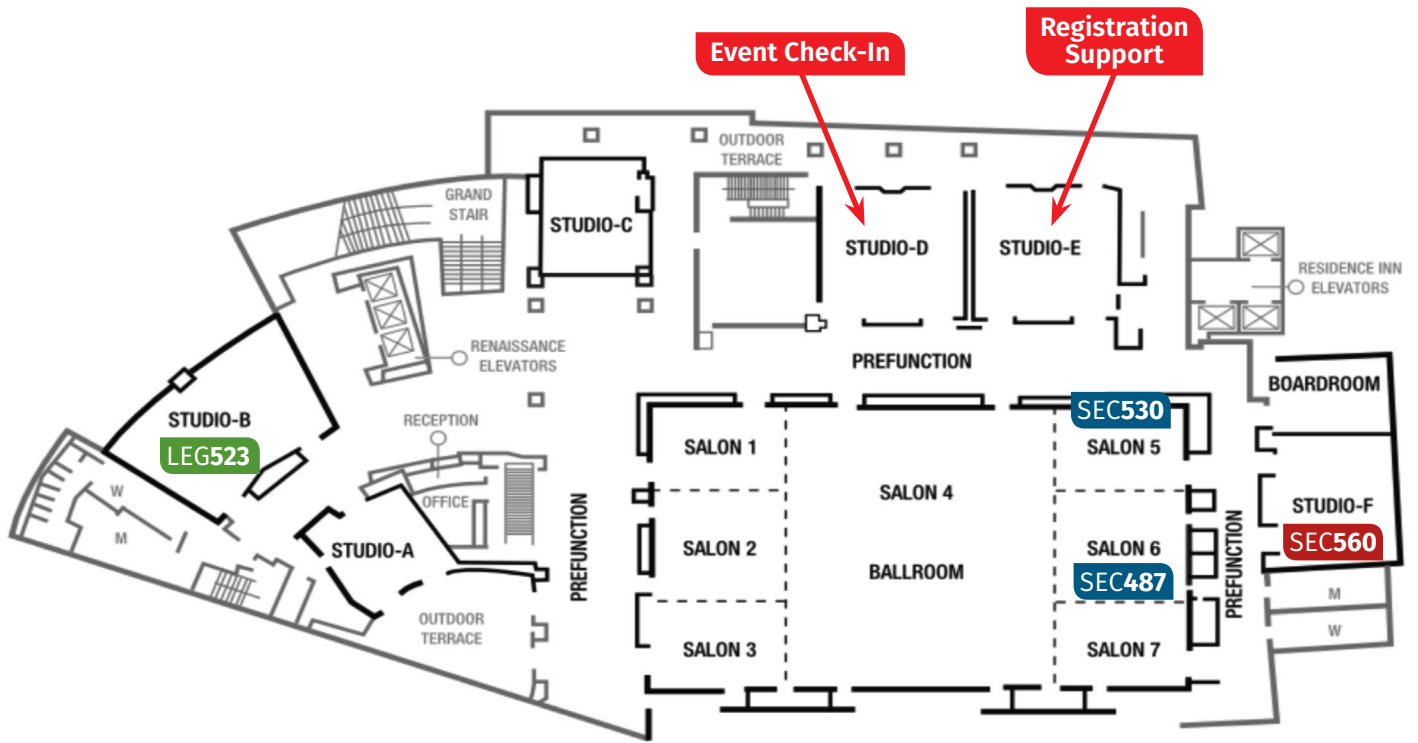 Event Check-In
Registration
Support
OUTDOOR
TERRACE
GRAND
STAIR
STUDIO-C
STUDIO-D
STUDIO-E
RESIDENCE INN
ELEVATORS
RENAISSANCE
ELEVATORS
PREFUNCTION
BOARDROOM
STUDIO-B
LEG523
RECEPTION
SEC530
SALON 1
SALON 5
W
M
OFFICE
SALON 4
STUDIO-F
SEC560
STUDIO-A
PREFUNCTION
SALON 2
BALLROOM
SALON 6
SEC487
PREFUNCTION
OUTDOOR
TERRACE
M
W
SALON 3
SALON 7